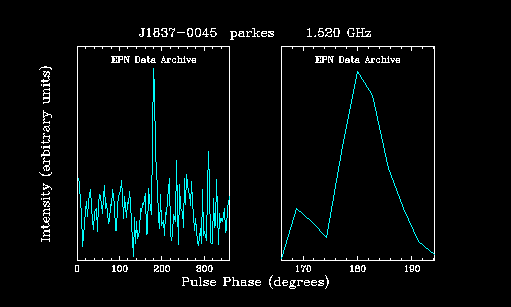 J1837-0045 parkes 1.520 GHz
EPN Data Archive EPN Data Archive
Intensity (arbitrary units)
0 100 200 300 170 180 190
Pulse Phase (degrees)